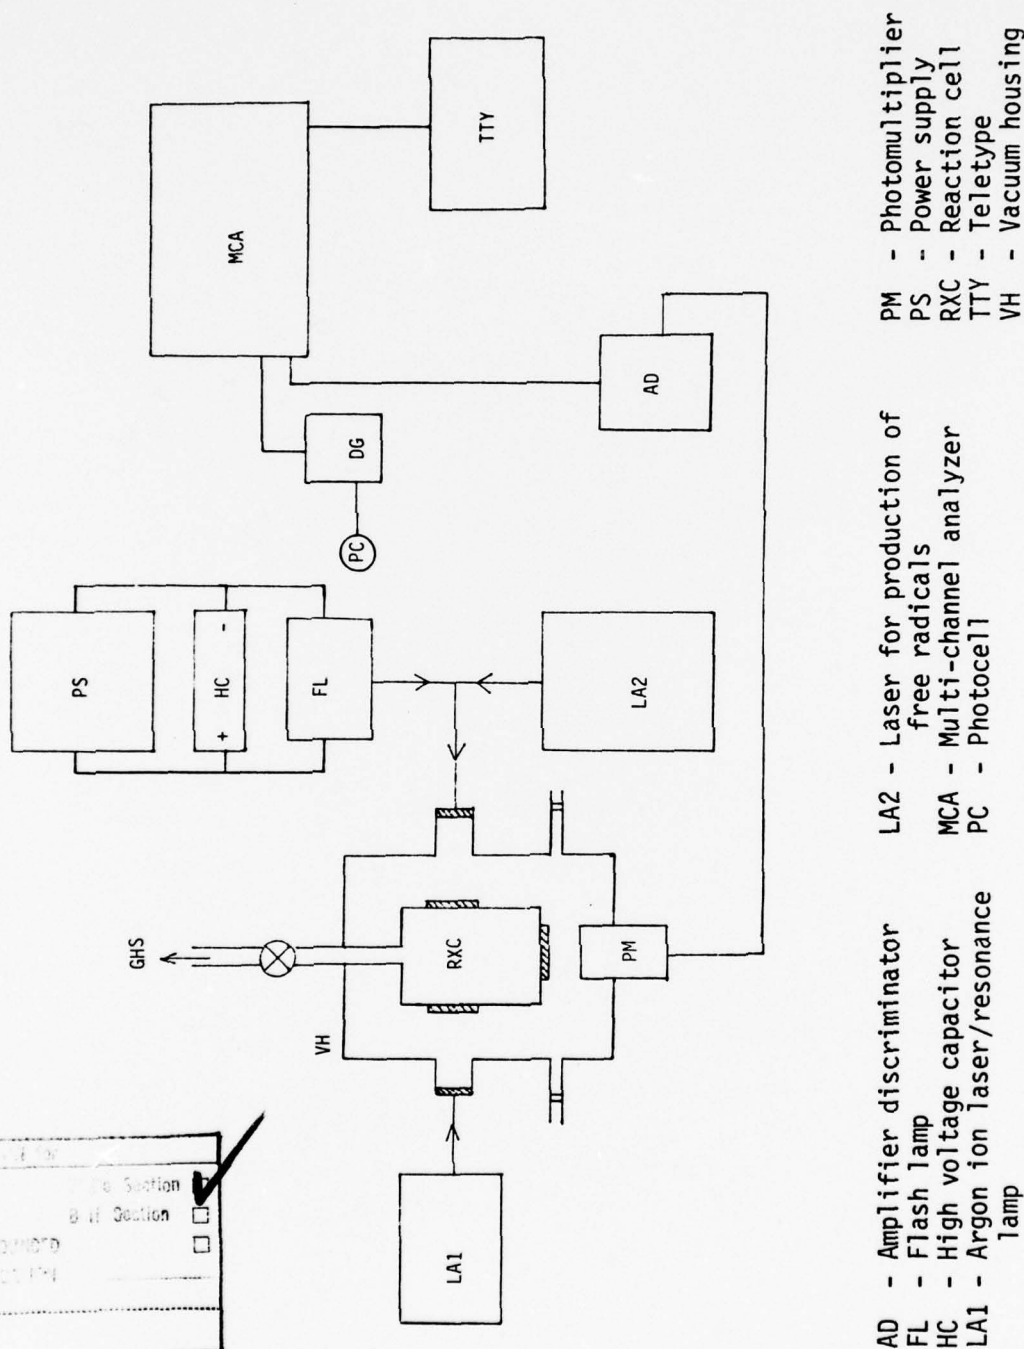 PS
+ HC -
FL
PC
DG
MCA
TTY
AD
LA2
GHS
VH
RXC
PM
LA1
Section
Section
AD - Amplifier discriminator
FL - Flash lamp
HC - High voltage capacitor
LA1 - Argon ion laser/resonance
lamp
LA2 - Laser for production of
free radicals
MCA - Multi-channel analyzer
PC - Photocell
PM - Photomultiplier
PS - Power supply
RXC - Reaction cell
TTY - Teletype
VH - Vacuum housing